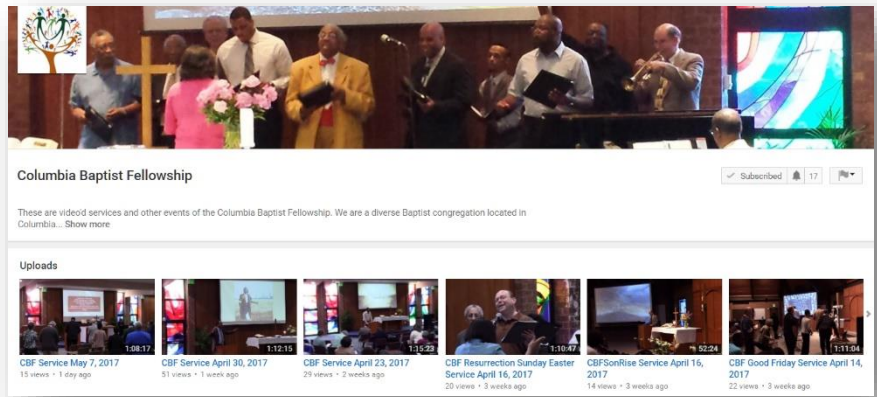 Columbia Baptist Fellowship
Subscribed 17
These are video'd services and other events of the Columbia Baptist Fellowship. We are a diverse Baptist congregation located in
Columbia... Show more
Uploads
1:08:17
1:12:15
1:15:23
1:10:47
52:24
1:11:04
CBF Service May 7, 2017
15 views • 1 day ago
CBF Service April 30, 2017
51 views • 1 week ago
CBF Service April 23, 2017
29 views • 2 weeks ago
CBF Resurrection Sunday Easter
Service April 16, 2017
20 views • 3 weeks ago
CBFSonRise Service April 16,
2017
14 views • 3 weeks ago
CBF Good Friday Service April 14,
2017
22 views • 3 weeks ago